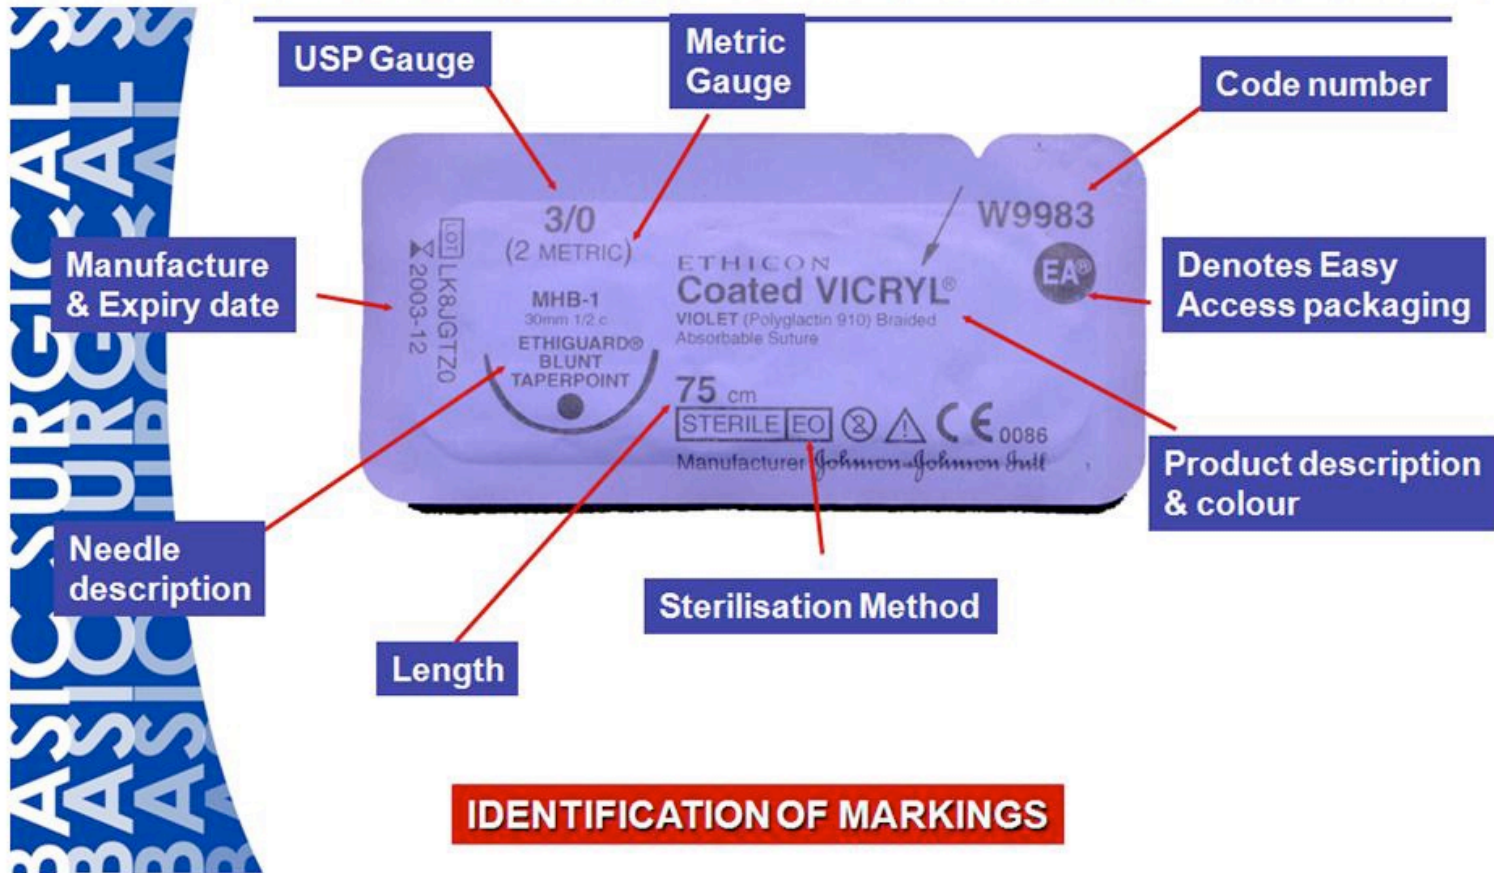 BASIC SURGICAL S
USP Gauge
Metric
Gauge
Code number
3/0
(2 METRIC)
W9983
EA®
LOT LK8JGTZ0
2003-12
Manufacture
& Expiry date
MHB-1
30mm 1/2 c
ETHIGUARD®
BLUNT
TAPERPOINT
ETHICON
Coated VICRYL®
VIOLET (Polyglactin 910) Braided
Absorbable Suture
75 cm
STERILE EO
2
CE 0086
Manufacturer Johnson & Johnson Intl
Denotes Easy
Access packaging
Product description
& colour
Needle
description
Sterilisation Method
Length
IDENTIFICATION OF MARKINGS